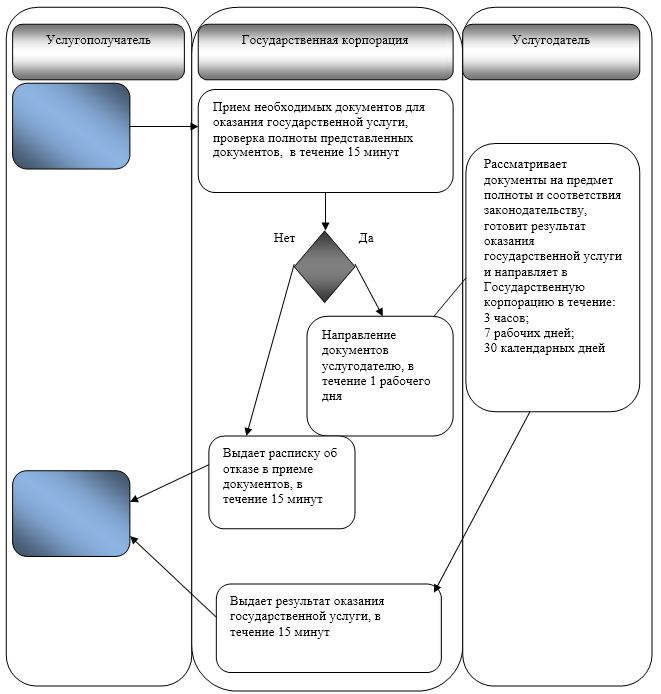 Услугополучатель
Государственная корпорация
Услугодатель
Прием необходимых документов для
оказания государственной услуги,
проверка полноты представленных
документов, в течение 15 минут
Нет
Да
Рассматривает
документы на предмет
полноты и соответствия
законодательству,
готовит результат
оказания
государственной услуги
и направляет в
Государственную
корпорацию в течение:
3 часов;
7 рабочих дней;
30 календарных дней
Направление
документов
услугодателю, в
течение 1 рабочего
дня
Выдает расписку об
отказе в приеме
документов, в
течение 15 минут
Выдает результат оказания
государственной услуги, в
течение 15 минут